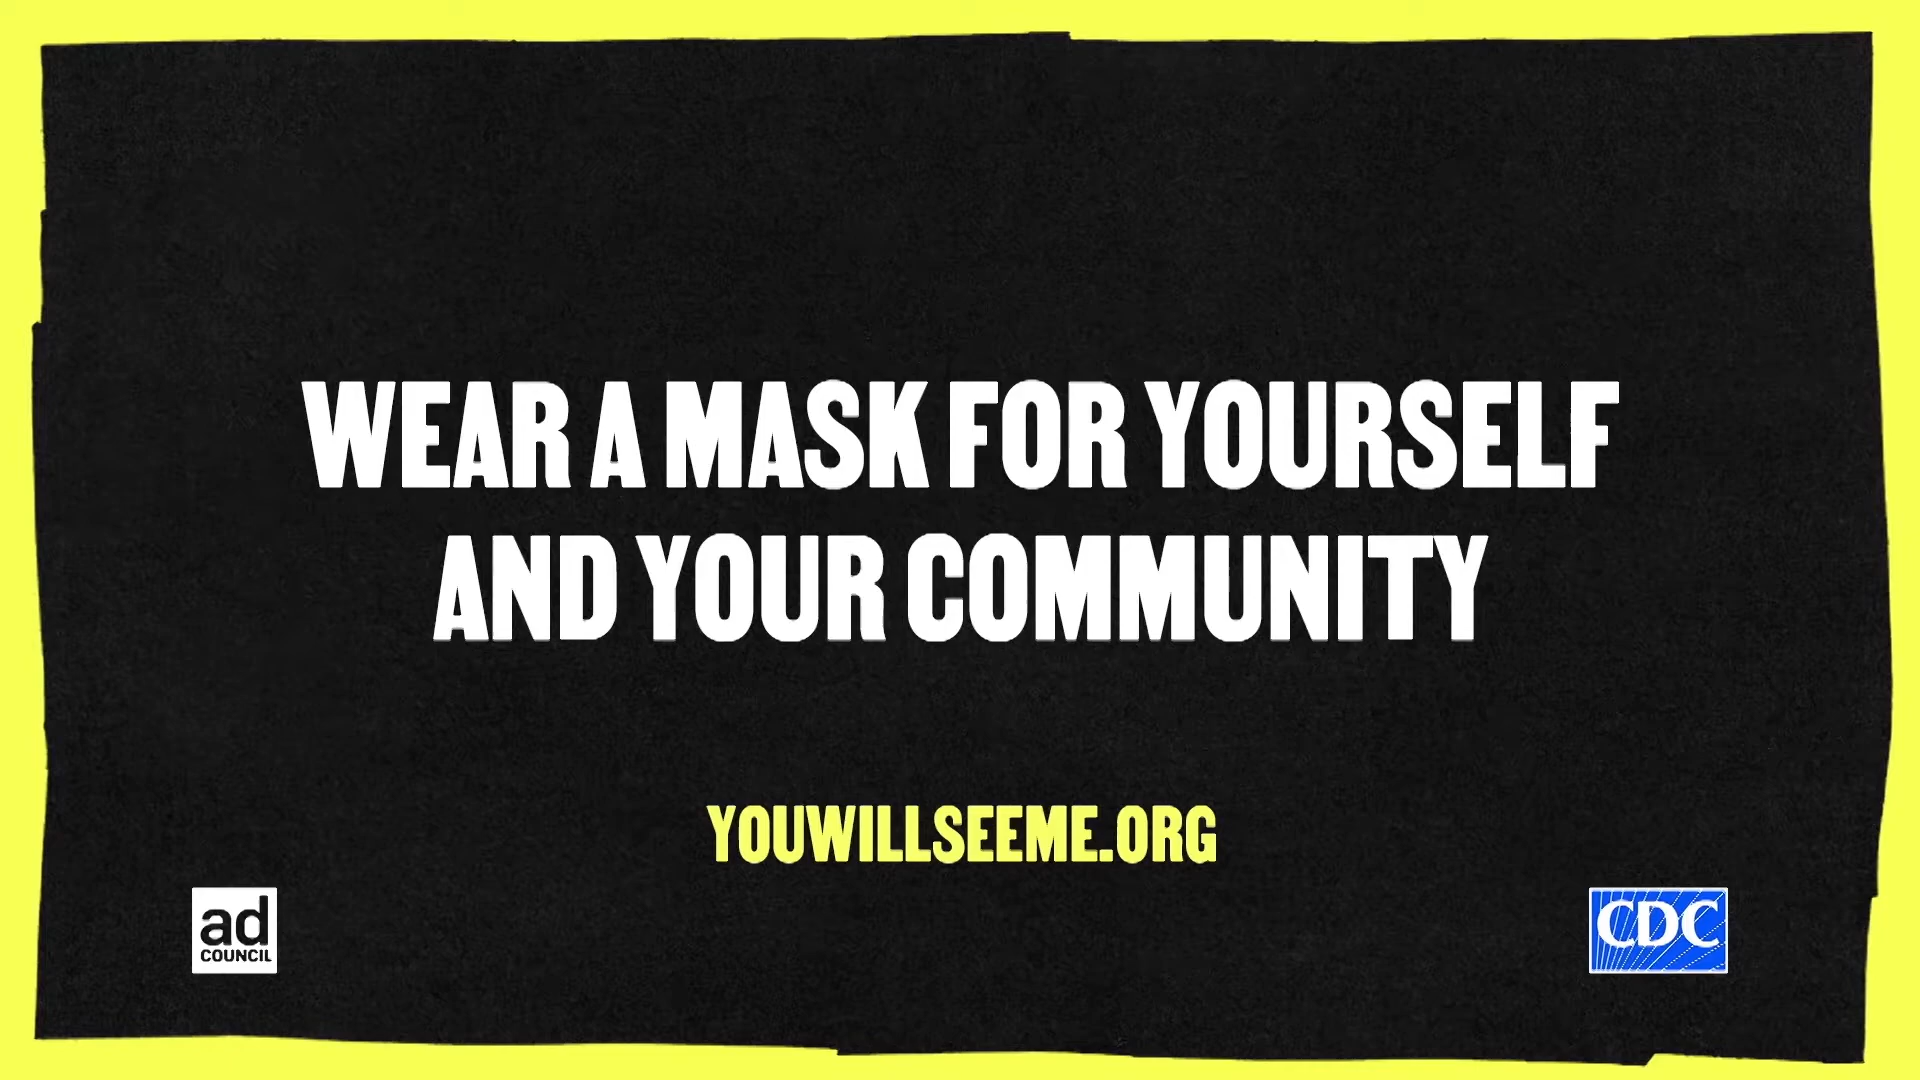 WEAR A MASK FOR YOURSELF
AND YOUR COMMUNITY
YOUWILLSEEME.ORG
ad
COUNCIL
CDC